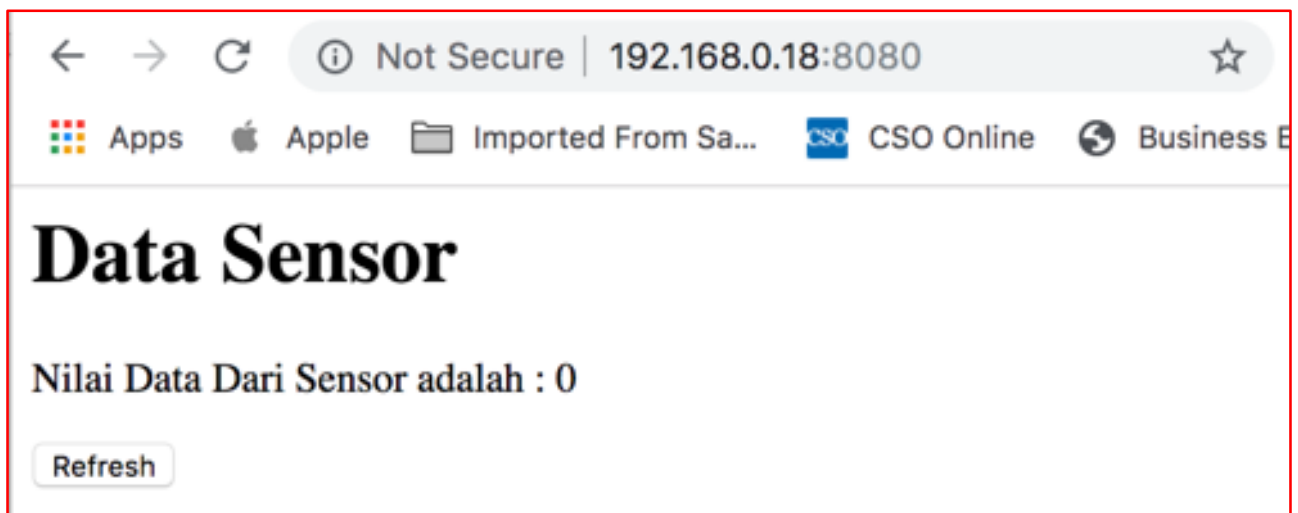 Not Secure | 192.168.0.18:8080
Apps Apple Imported From Sa... CSO CSO Online Business E
Data Sensor
Nilai Data Dari Sensor adalah : 0
Refresh